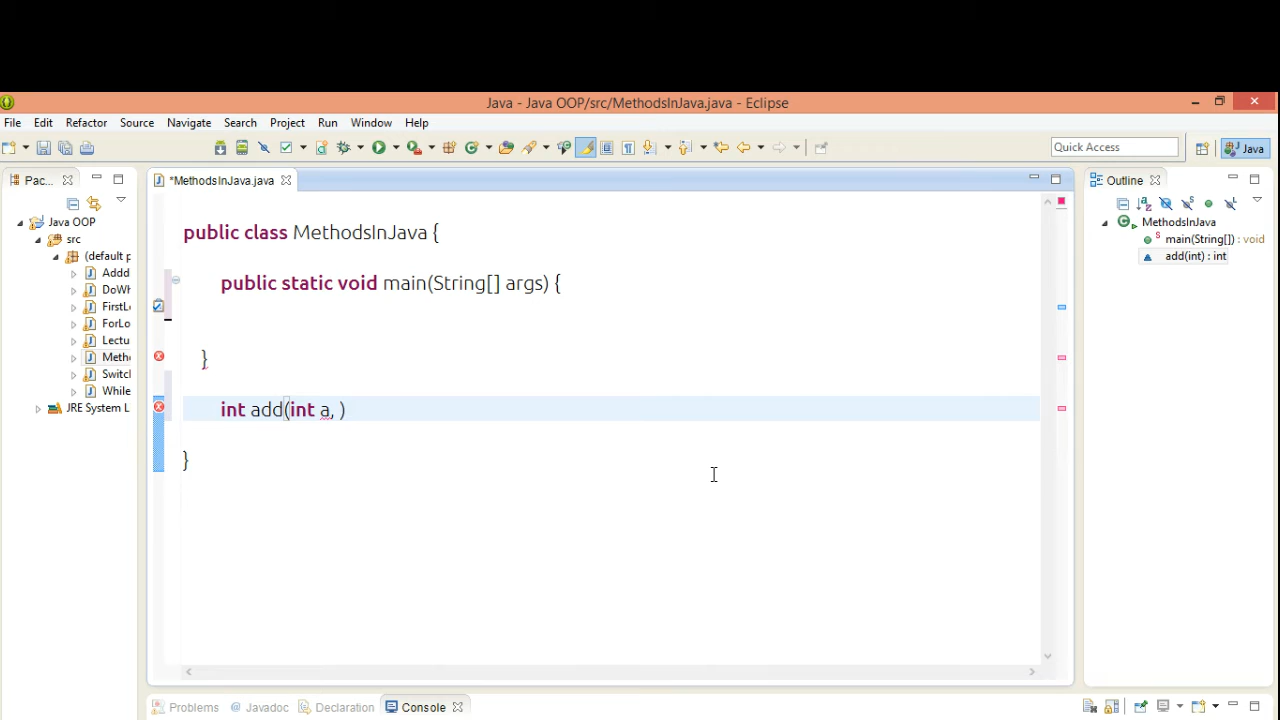 Java - Java OOP/src/MethodsInJava.java - Eclipse
File Edit Refactor Source Navigate Search Project Run Window Help
Quick Access
Java
Pac...
*MethodsInJava.java
Outline
Java OOP
src
(default p
Addd
DoWh
FirstLe
ForLo
Lectu
Metho
Switc
While
JRE System L
public class MethodsInJava {
public static void main(String[] args) {
}
int add(int a, )
}
MethodsInJava
main(String[]) : void
add(int) : int
Problems Javadoc Declaration Console